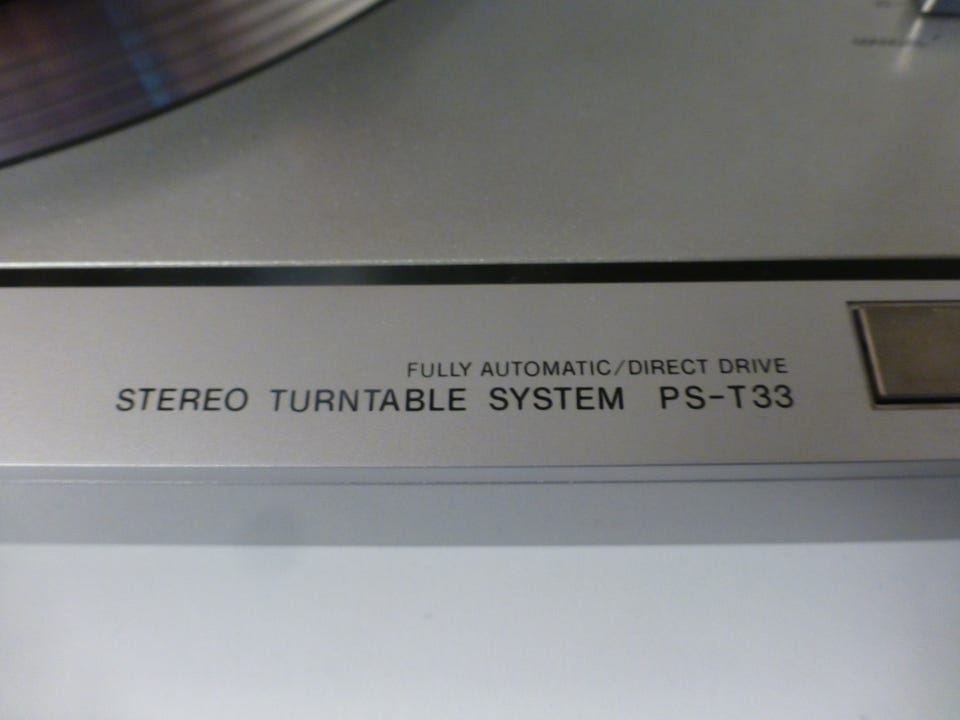 FULLY AUTOMATIC/DIRECT DRIVE
STEREO TURNTABLE SYSTEM PS-T33